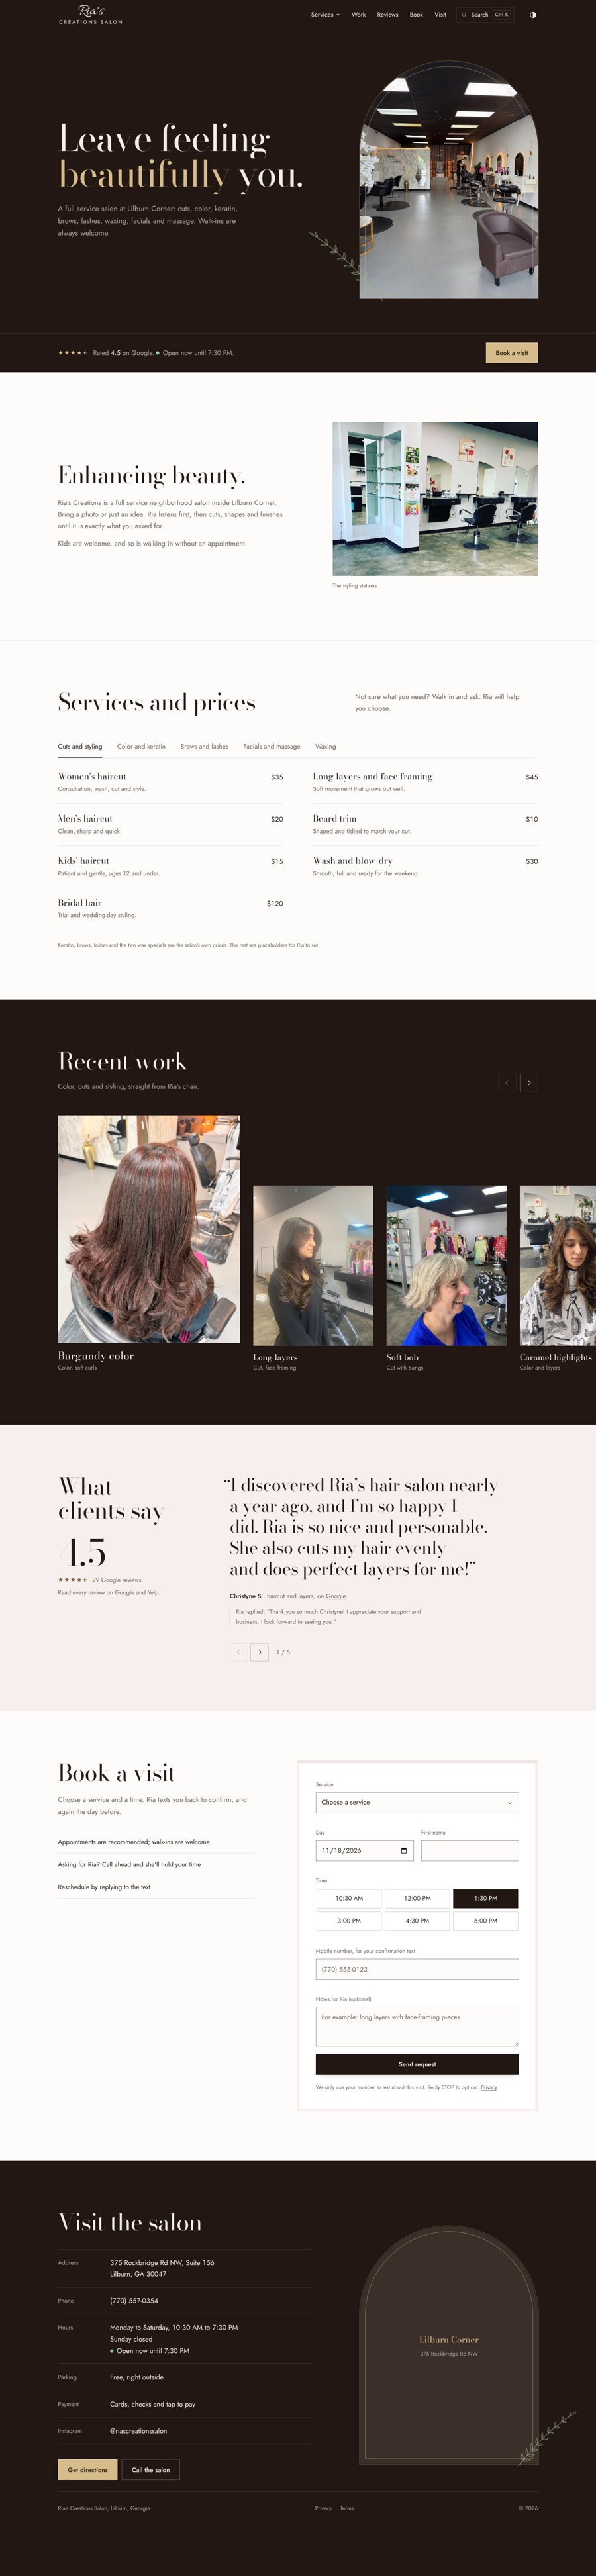 Ria's
CREATIONS SALON
Services
Work
Reviews
Book
Visit
Search
Ctrl K
Leave feeling
beautifully you.
A full service salon at Lilburn Corner: cuts, color, keratin,
brows, lashes, waxing, facials and massage. Walk-ins are
always welcome.
Rated 4.5 on Google.
Open now until 7:30 PM.
Book a visit
Enhancing beauty.
Ria's Creations is a full service neighborhood salon inside Lilburn Corner.
Bring a photo or just an idea. Ria listens first, then cuts, shapes and finishes
until it is exactly what you asked for.
Kids are welcome, and so is walking in without an appointment.
The styling stations
Services and prices
Not sure what you need? Walk in and ask. Ria will help
you choose.
Cuts and styling
Color and keratin
Brows and lashes
Facials and massage
Waxing
Women's haircut
$35
Consultation, wash, cut and style.
Long layers and face framing
$45
Soft movement that grows out well.
Men's haircut
$20
Clean, sharp and quick.
Beard trim
$10
Shaped and tidied to match your cut.
Kids' haircut
$15
Patient and gentle, ages 12 and under.
Wash and blow-dry
$30
Smooth, full and ready for the weekend.
Bridal hair
$120
Trial and wedding-day styling.
Keratin, brows, lashes and the two wax specials are the salon's own prices. The rest are placeholders for Ria to set.
Recent work
Color, cuts and styling, straight from Ria's chair.
Burgundy color
Color, soft curls
Long layers
Cut, face framing
Soft bob
Cut with bangs
Caramel highlights
Color and layers
What
clients say
4.5
29 Google reviews
Read every review on Google and Yelp.
“I discovered Ria's hair salon nearly
a year ago, and I'm so happy I
did. Ria is so nice and personable.
She also cuts my hair evenly
and does perfect layers for me!”
Christyne S., haircut and layers, on Google
Ria replied: “Thank you so much Christyne! I appreciate your support and
business. I look forward to seeing you.”
1 / 5
Book a visit
Choose a service and a time. Ria texts you back to confirm, and
again the day before.
Appointments are recommended; walk-ins are welcome
Asking for Ria? Call ahead and she'll hold your time
Reschedule by replying to the text
Service
Choose a service
Day
First name
11/18/2026
Time
10:30 AM
12:00 PM
1:30 PM
3:00 PM
4:30 PM
6:00 PM
Mobile number, for your confirmation text
(770) 555-0123
Notes for Ria (optional)
For example: long layers with face-framing pieces
Send request
We only use your number to text about this visit. Reply STOP to opt out. Privacy
Visit the salon
Address
375 Rockbridge Rd NW, Suite 156
Lilburn, GA 30047
Phone
(770) 557-0354
Hours
Monday to Saturday, 10:30 AM to 7:30 PM
Sunday closed
Open now until 7:30 PM
Parking
Free, right outside
Payment
Cards, checks and tap to pay
Instagram
@riascreationssalon
Get directions
Call the salon
Lilburn Corner
375 Rockbridge Rd NW
Ria's Creations Salon, Lilburn, Georgia
Privacy
Terms
© 2026